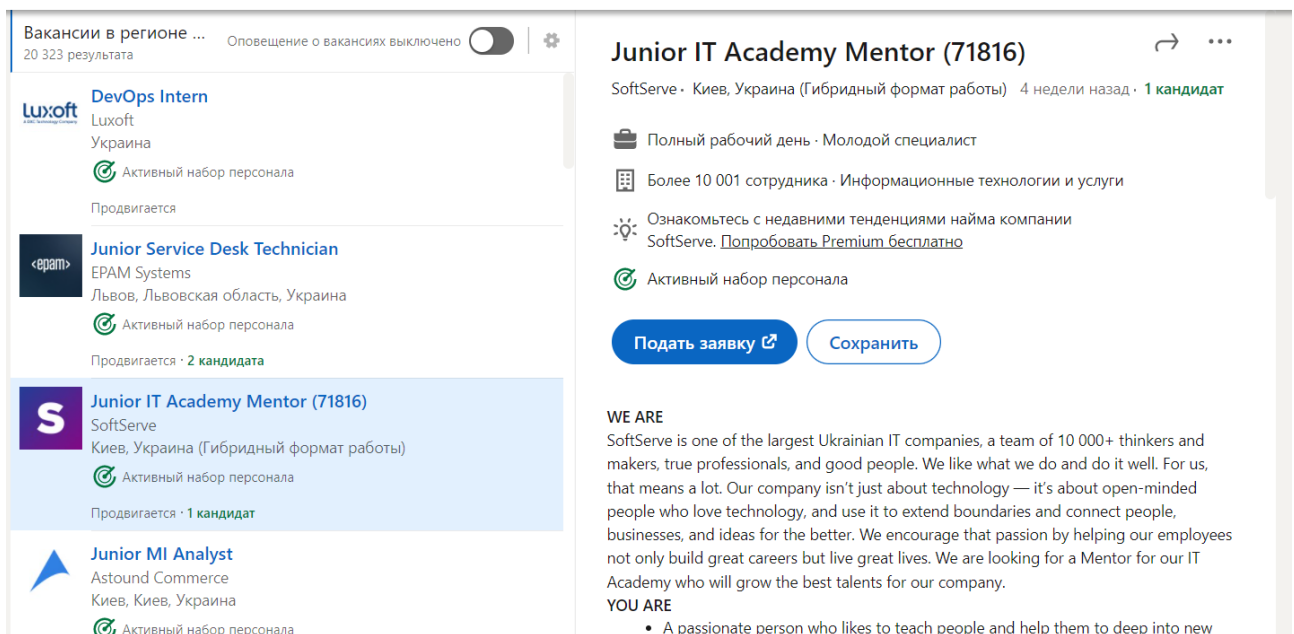 Вакансии в регионе ...
20 323 результата
Оповещение о вакансиях выключено
LUXOFT
DevOps Intern
Luxoft
Украина
Активный набор персонала
Продвигается
<epam>
Junior Service Desk Technician
EPAM Systems
Львов, Львовская область, Украина
Активный набор персонала
Продвигается · 2 кандидата
S
Junior IT Academy Mentor (71816)
SoftServe
Киев, Украина (Гибридный формат работы)
Активный набор персонала
Продвигается · 1 кандидат
Junior MI Analyst
Astound Commerce
Киев, Киев, Украина
Активный набор персонала
Junior IT Academy Mentor (71816)
SoftServe · Киев, Украина (Гибридный формат работы) 4 недели назад · 1 кандидат
Полный рабочий день · Молодой специалист
Более 10 001 сотрудника · Информационные технологии и услуги
Ознакомьтесь с недавними тенденциями найма компании
SoftServe. Попробовать Premium бесплатно
Активный набор персонала
Подать заявку
Сохранить
WE ARE
SoftServe is one of the largest Ukrainian IT companies, a team of 10 000+ thinkers and
makers, true professionals, and good people. We like what we do and do it well. For us,
that means a lot. Our company isn't just about technology — it's about open-minded
people who love technology, and use it to extend boundaries and connect people,
businesses, and ideas for the better. We encourage that passion by helping our employees
not only build great careers but live great lives. We are looking for a Mentor for our IT
Academy who will grow the best talents for our company.
YOU ARE
• A passionate person who likes to teach people and help them to deep into new